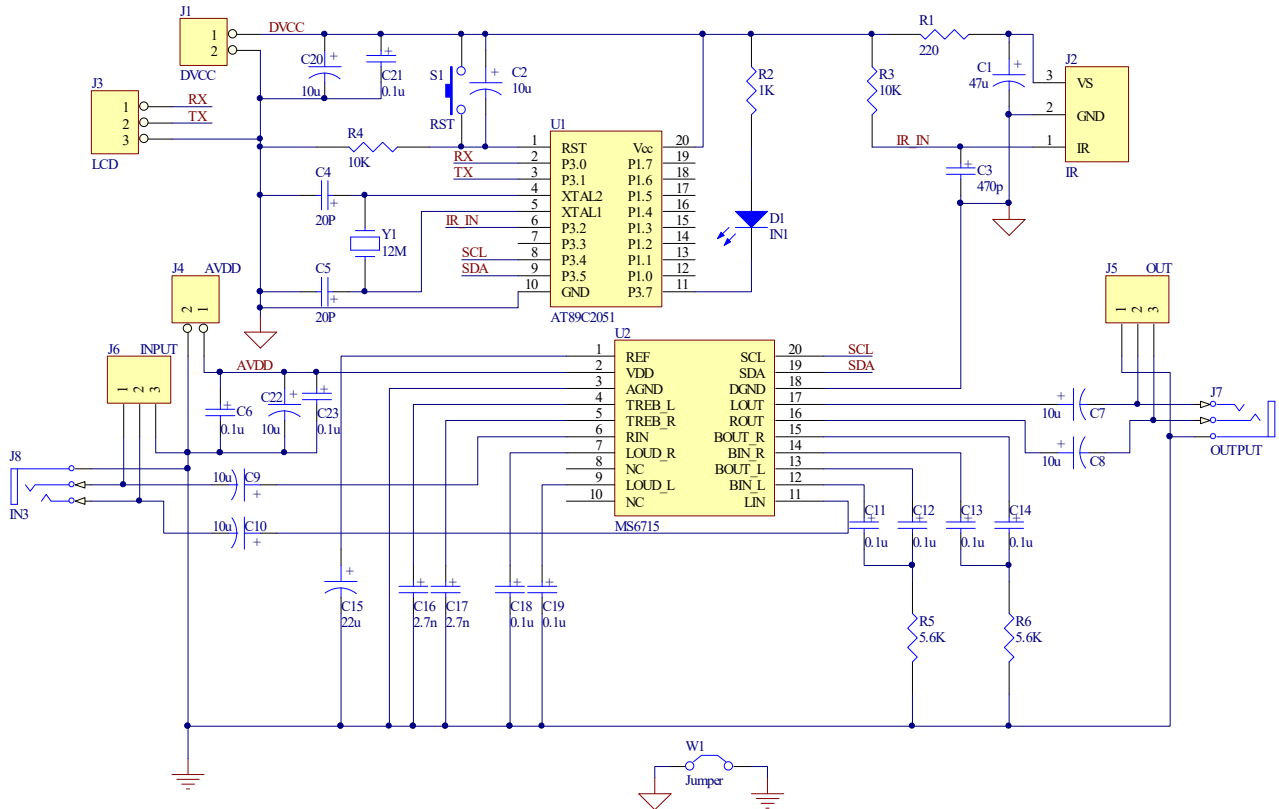 J1
1
2
DVCC
DVCC
J3
1
2
3
LCD
RX
TX
C20
10u
+
C21
0.1u
+
S1
RST
C2
10u
+
R4
10K
C4
20P
+
C5
20P
+
Y1
12M
RX
TX
IR_IN
SCL
SDA
U1
1 RST Vcc 20
2 P3.0 P1.7 19
3 P3.1 P1.6 18
4 XTAL2 P1.5 17
5 XTAL1 P1.4 16
6 P3.2 P1.3 15
7 P3.3 P1.2 14
8 P3.4 P1.1 13
9 P3.5 P1.0 12
10 GND P3.7 11
AT89C2051
R2
1K
D1
IN1
R3
10K
R1
220
C1
47u
+
IR_IN
C3
470p
+
J2
3 VS
2 GND
1 IR
IR
J4
AVDD
2 1
AVDD
J6
INPUT
1 2 3
C6
0.1u
+
C22
10u
+
C23
0.1u
+
J8
IN3
10u C9
+
10u C10
+
U2
1 REF SCL 20 SCL
2 VDD SDA 19 SDA
3 AGND DGND 18
4 TREB_L LOUT 17
5 TREB_R ROUT 16
6 RIN BOUT_R 15
7 LOUD_R BIN_R 14
8 NC BOUT_L 13
9 LOUD_L BIN_L 12
10 NC LIN 11
MS6715
J5
OUT
1 2 3
10u + C7
10u + C8
J7
OUTPUT
C11
0.1u
+
C12
0.1u
+
C13
0.1u
+
C14
0.1u
+
C15
22u
+
C16
2.7n
+
C17
2.7n
+
C18
0.1u
+
C19
0.1u
+
R5
5.6K
R6
5.6K
W1
Jumper